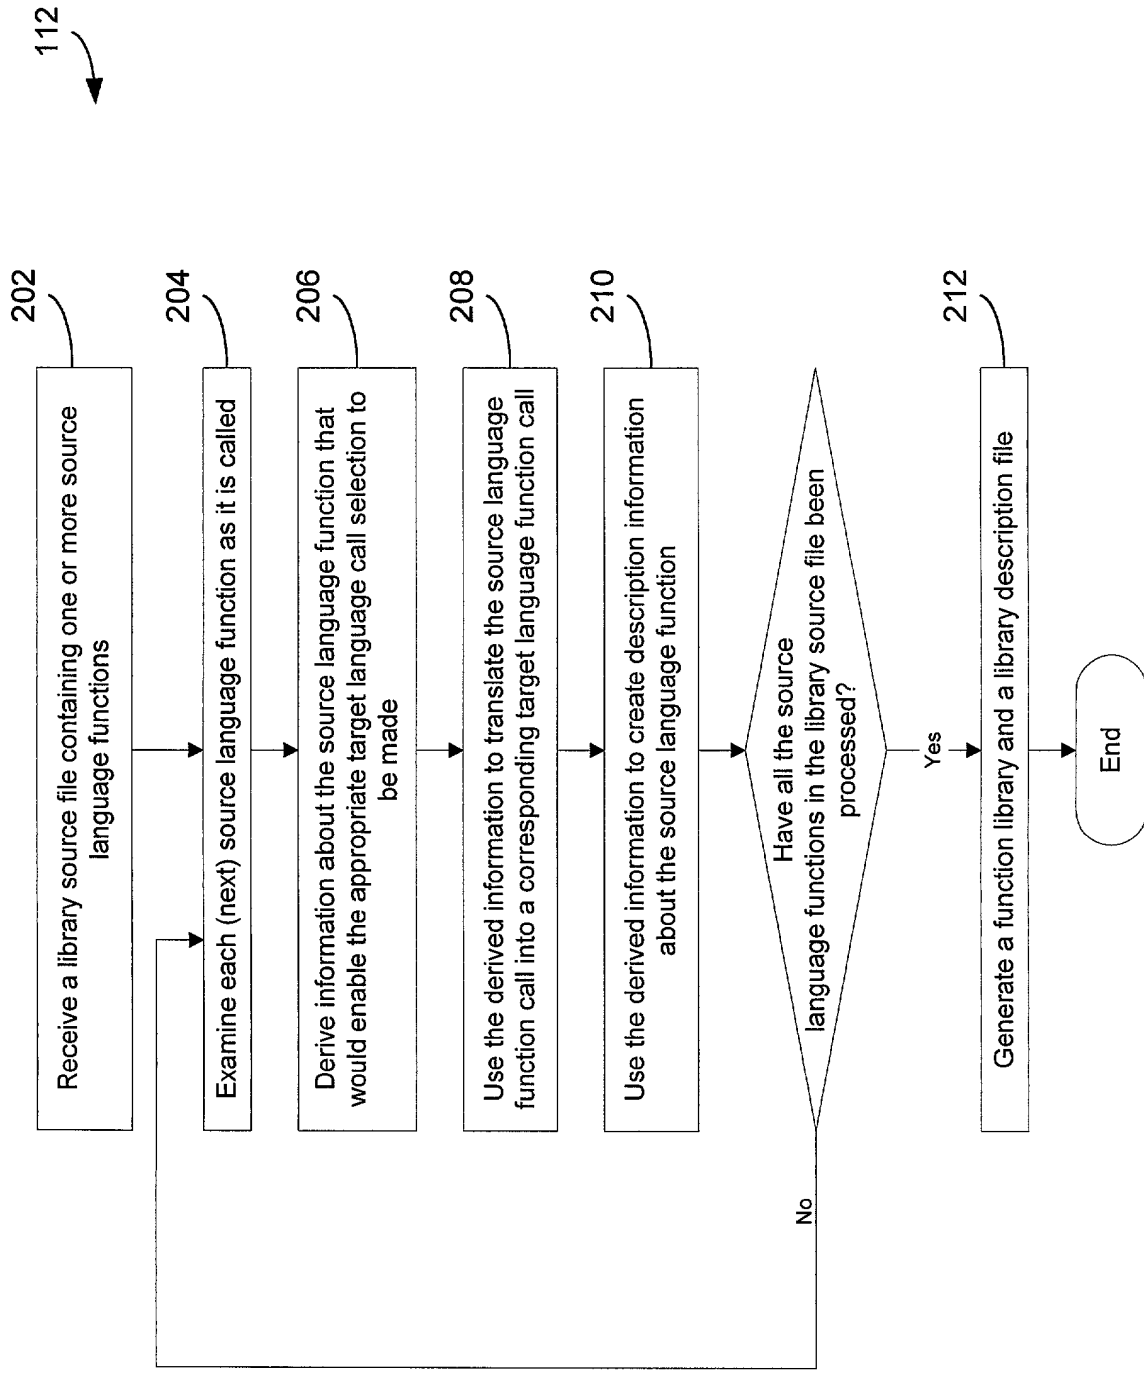 112
202
Receive a library source file containing one or more source
language functions
204
Examine each (next) source language function as it is called
206
Derive information about the source language function that
would enable the appropriate target language call selection to
be made
208
Use the derived information to translate the source language
function call into a corresponding target language function call
210
Use the derived information to create description information
about the source language function
Have all the source
language functions in the library source file been
processed?
No
Yes
212
Generate a function library and a library description file
End